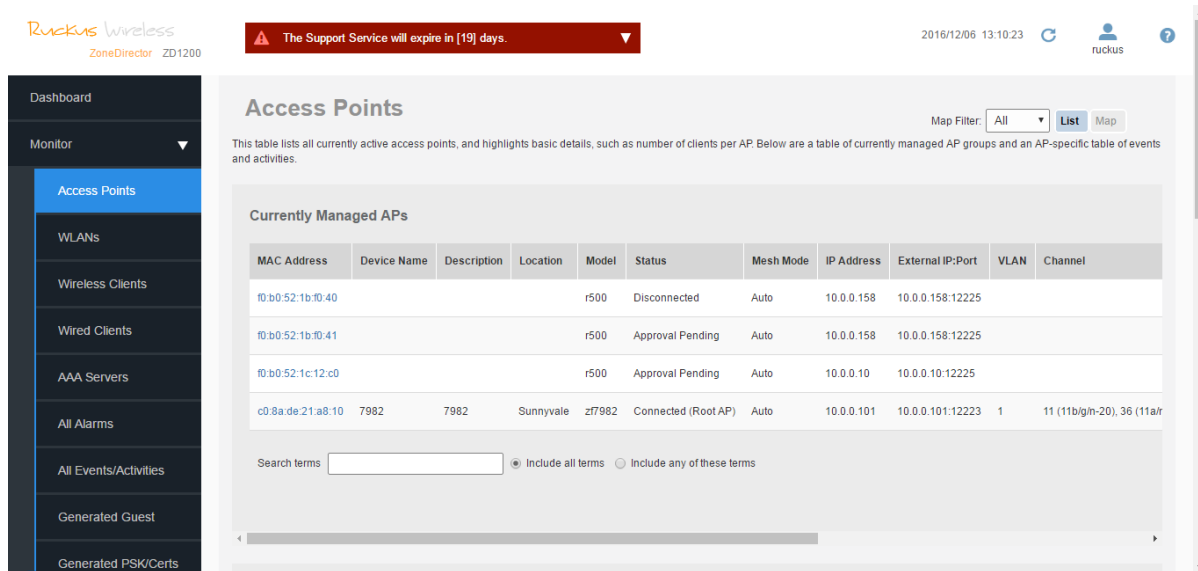 Ruckus Wireless
ZoneDirector ZD1200
The Support Service will expire in [19] days.
2016/12/06 13:10:23
ruckus
Dashboard
Monitor
Access Points
WLANs
Wireless Clients
Wired Clients
AAA Servers
All Alarms
All Events/Activities
Generated Guest
Generated PSK/Certs
Access Points
Map Filter: All List Map
This table lists all currently active access points, and highlights basic details, such as number of clients per AP. Below are a table of currently managed AP groups and an AP-specific table of events
and activities.
Currently Managed APs
MAC Address Device Name Description Location Model Status Mesh Mode IP Address External IP:Port VLAN Channel
f0:b0:52:1b:f0:40 r500 Disconnected Auto 10.0.0.158 10.0.0.158:12225
f0:b0:52:1b:f0:41 r500 Approval Pending Auto 10.0.0.158 10.0.0.158:12225
f0:b0:52:1c:12:c0 r500 Approval Pending Auto 10.0.0.10 10.0.0.10:12225
c0:8a:de:21:a8:10 7982 7982 Sunnyvale zf7982 Connected (Root AP) Auto 10.0.0.101 10.0.0.101:12223 1 11 (11b/g/n-20), 36 (11a/
Search terms Include all terms Include any of these terms